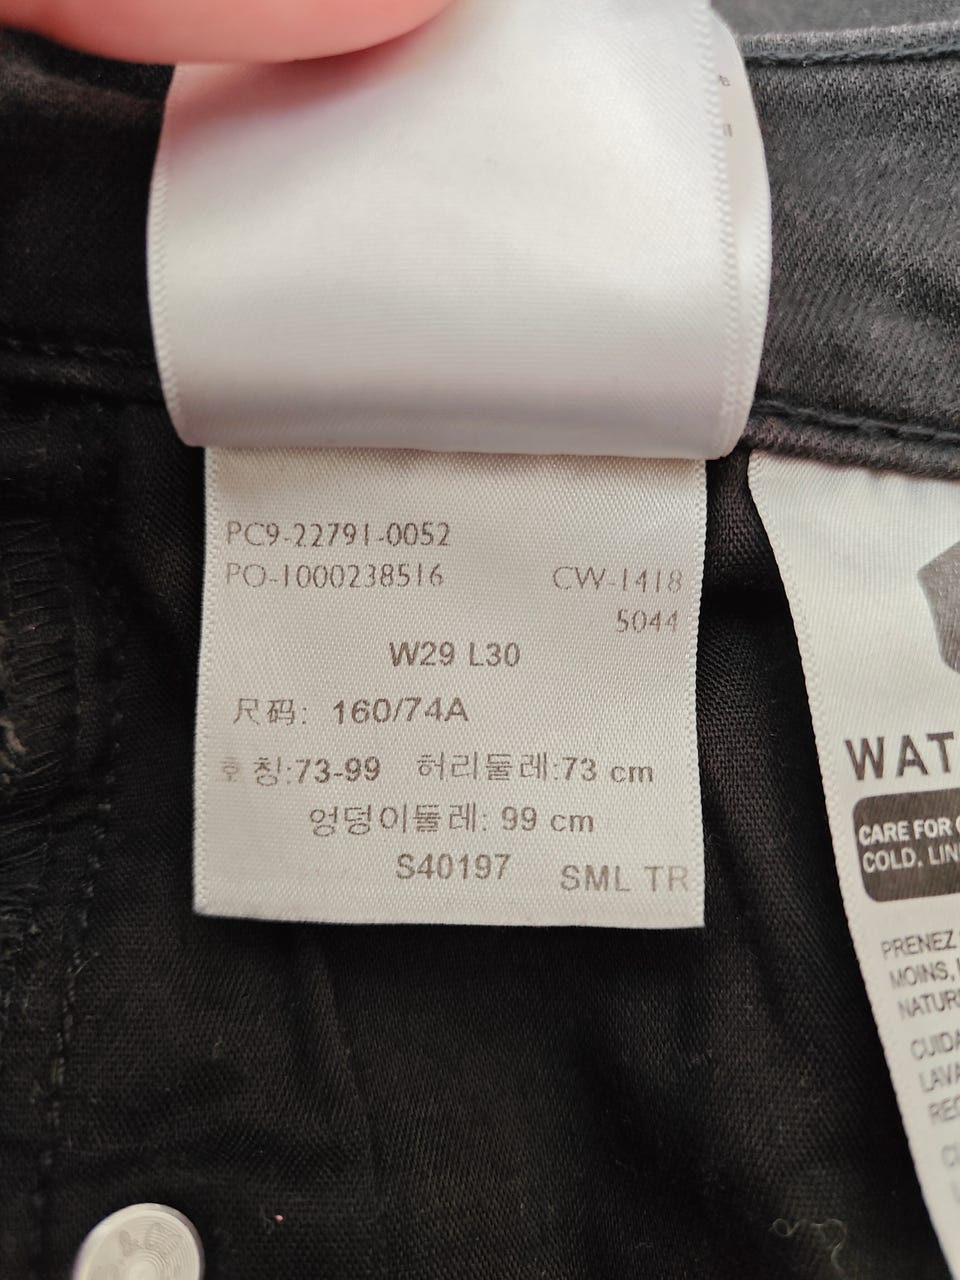 PC9-22791-0052
PO-1000238516 CW-1418
5044
W29 L30
尺码: 160/74A
호칭:73-99 허리둘레:73 cm
엉덩이둘레: 99 cm
S40197 SML TR
WAT
CARE FOR
COLD, LIN
PRENEZ
MOINS,
NATUR
CUIDA
LAVA
REC